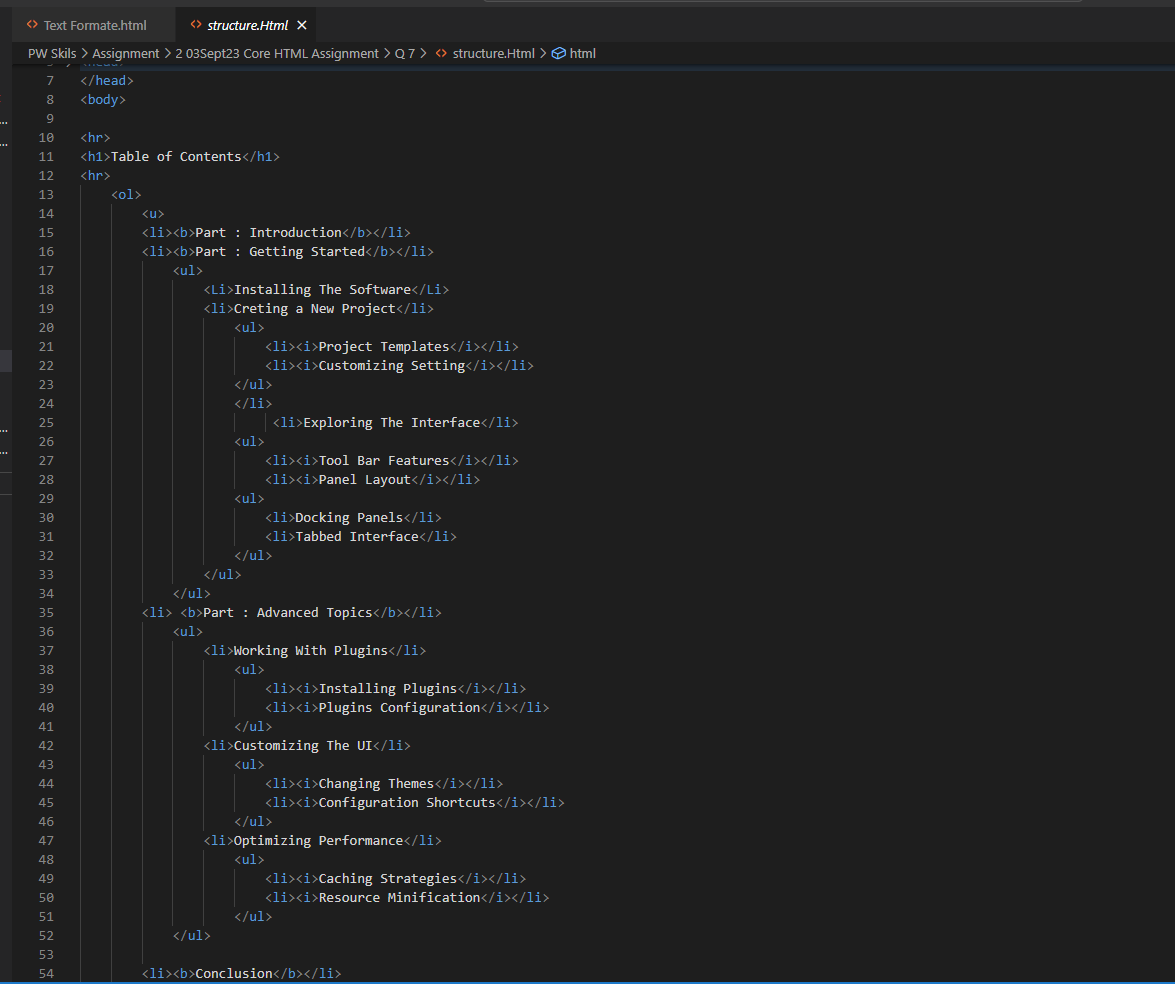 Text Formate.html
structure.Html
PW Skils > Assignment > 2 03Sept23 Core HTML Assignment > Q 7 > structure.Html > html
7 </head>
8 <body>
9
10 <hr>
11 <h1>Table of Contents</h1>
12 <hr>
13 <ol>
14 <u>
15 <li><b>Part : Introduction</b></li>
16 <li><b>Part : Getting Started</b></li>
17 <ul>
18 <Li>Installing The Software</Li>
19 <li>Creting a New Project</li>
20 <ul>
21 <li><i>Project Templates</i></li>
22 <li><i>Customizing Setting</i></li>
23 </ul>
24 </li>
25 <li>Exploring The Interface</li>
26 <ul>
27 <li><i>Tool Bar Features</i></li>
28 <li><i>Panel Layout</i></li>
29 <ul>
30 <li>Docking Panels</li>
31 <li>Tabbed Interface</li>
32 </ul>
33 </ul>
34 </ul>
35 <li> <b>Part : Advanced Topics</b></li>
36 <ul>
37 <li>Working With Plugins</li>
38 <ul>
39 <li><i>Installing Plugins</i></li>
40 <li><i>Plugins Configuration</i></li>
41 </ul>
42 <li>Customizing The UI</li>
43 <ul>
44 <li><i>Changing Themes</i></li>
45 <li><i>Configuration Shortcuts</i></li>
46 </ul>
47 <li>Optimizing Performance</li>
48 <ul>
49 <li><i>Caching Strategies</i></li>
50 <li><i>Resource Minification</i></li>
51 </ul>
52 </ul>
53
54 <li><b>Conclusion</b></li>